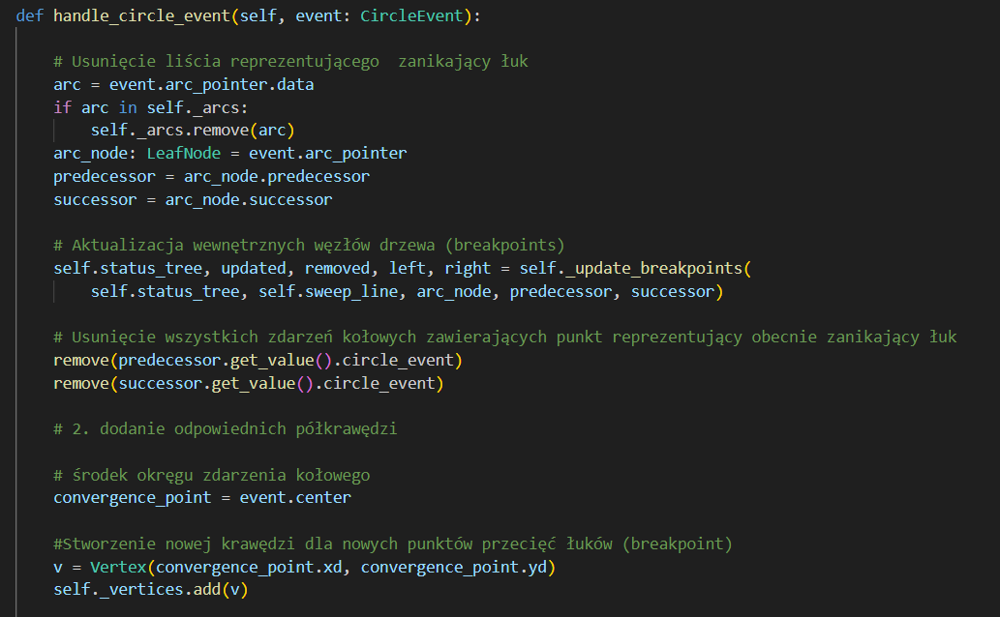 def handle_circle_event(self, event: CircleEvent):
# Usunięcie liścia reprezentującego  zanikający łuk
arc = event.arc_pointer.data
if arc in self._arcs:
self._arcs.remove(arc)
arc_node: LeafNode = event.arc_pointer
predecessor = arc_node.predecessor
successor = arc_node.successor
# Aktualizacja wewnętrznych węzłów drzewa (breakpoints)
self.status_tree, updated, removed, left, right = self._update_breakpoints(
self.status_tree, self.sweep_line, arc_node, predecessor, successor)
# Usunięcie wszystkich zdarzeń kołowych zawierających punkt reprezentujący obecnie zanikający łuk
remove(predecessor.get_value().circle_event)
remove(successor.get_value().circle_event)
# 2. dodanie odpowiednich półkrawędzi
# środek okręgu zdarzenia kołowego
convergence_point = event.center
#Stworzenie nowej krawędzi dla nowych punktów przecięć łuków (breakpoint)
v = Vertex(convergence_point.xd, convergence_point.yd)
self._vertices.add(v)